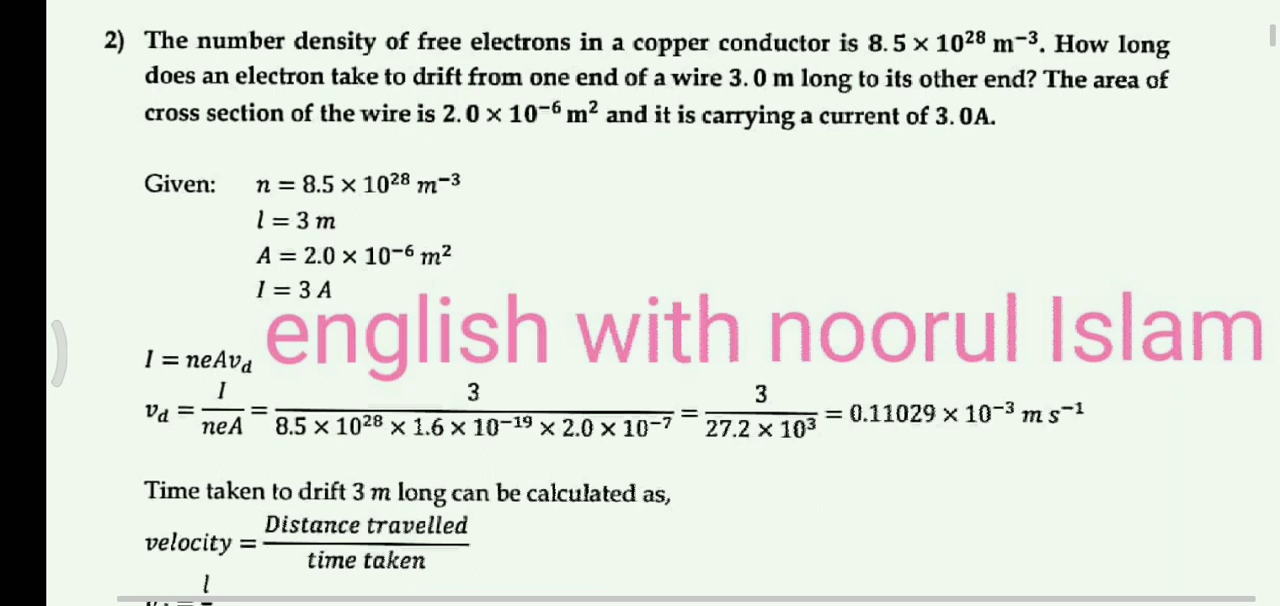 2) The number density of free electrons in a copper conductor is 8.5 × 10²⁸ m⁻³. How long
does an electron take to drift from one end of a wire 3.0 m long to its other end? The area of
cross section of the wire is 2.0 × 10⁻⁶ m² and it is carrying a current of 3.0A.
Given: n = 8.5 × 10²⁸ m⁻³
l = 3 m
A = 2.0 × 10⁻⁶ m²
I = 3 A
english with noorul Islam
I = neAv_d
v_d = I/neA = 3/(8.5 × 10²⁸ × 1.6 × 10⁻¹⁹ × 2.0 × 10⁻⁷) = 3/(27.2 × 10³) = 0.11029 × 10⁻³ m s⁻¹
Time taken to drift 3 m long can be calculated as,
velocity = Distance travelled/time taken
l